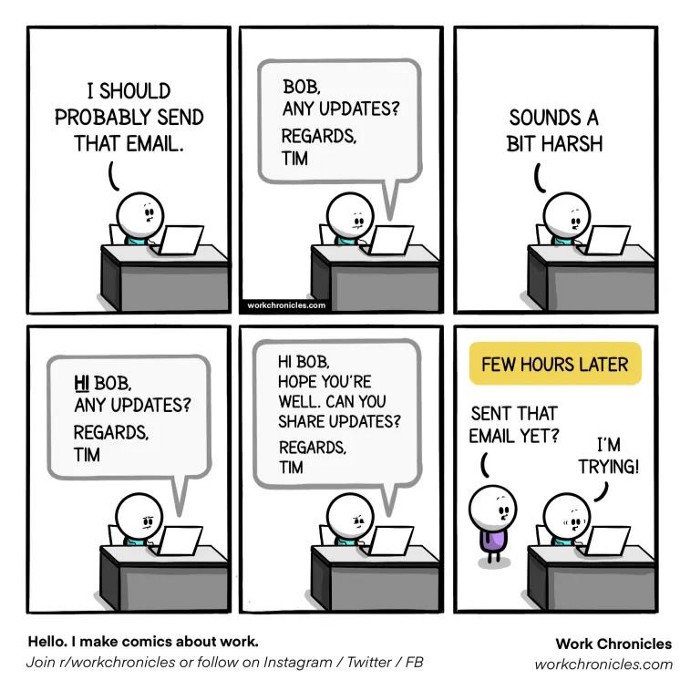 I SHOULD
PROBABLY SEND
THAT EMAIL.
BOB,
ANY UPDATES?
REGARDS,
TIM
workchronicles.com
SOUNDS A
BIT HARSH
HI BOB,
ANY UPDATES?
REGARDS,
TIM
HI BOB,
HOPE YOU'RE
WELL. CAN YOU
SHARE UPDATES?
REGARDS,
TIM
FEW HOURS LATER
SENT THAT
EMAIL YET?
I'M
TRYING!
Hello. I make comics about work.
Join r/workchronicles or follow on Instagram / Twitter / FB
Work Chronicles
workchronicles.com